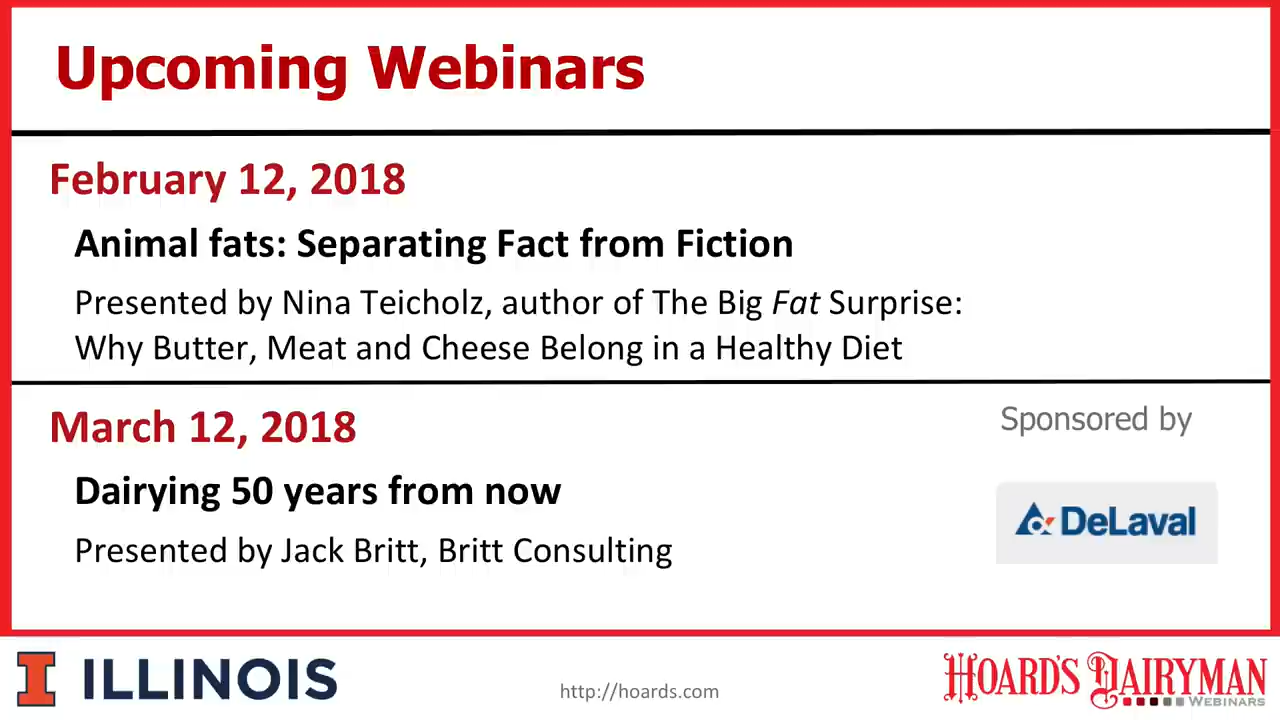 Upcoming Webinars
February 12, 2018
Animal fats: Separating Fact from Fiction
Presented by Nina Teicholz, author of The Big Fat Surprise:
Why Butter, Meat and Cheese Belong in a Healthy Diet
March 12, 2018
Sponsored by
Dairying 50 years from now
DeLaval
Presented by Jack Britt, Britt Consulting
I ILLINOIS
http://hoards.com
HOARD'S DAIRYMAN
WEBINARS